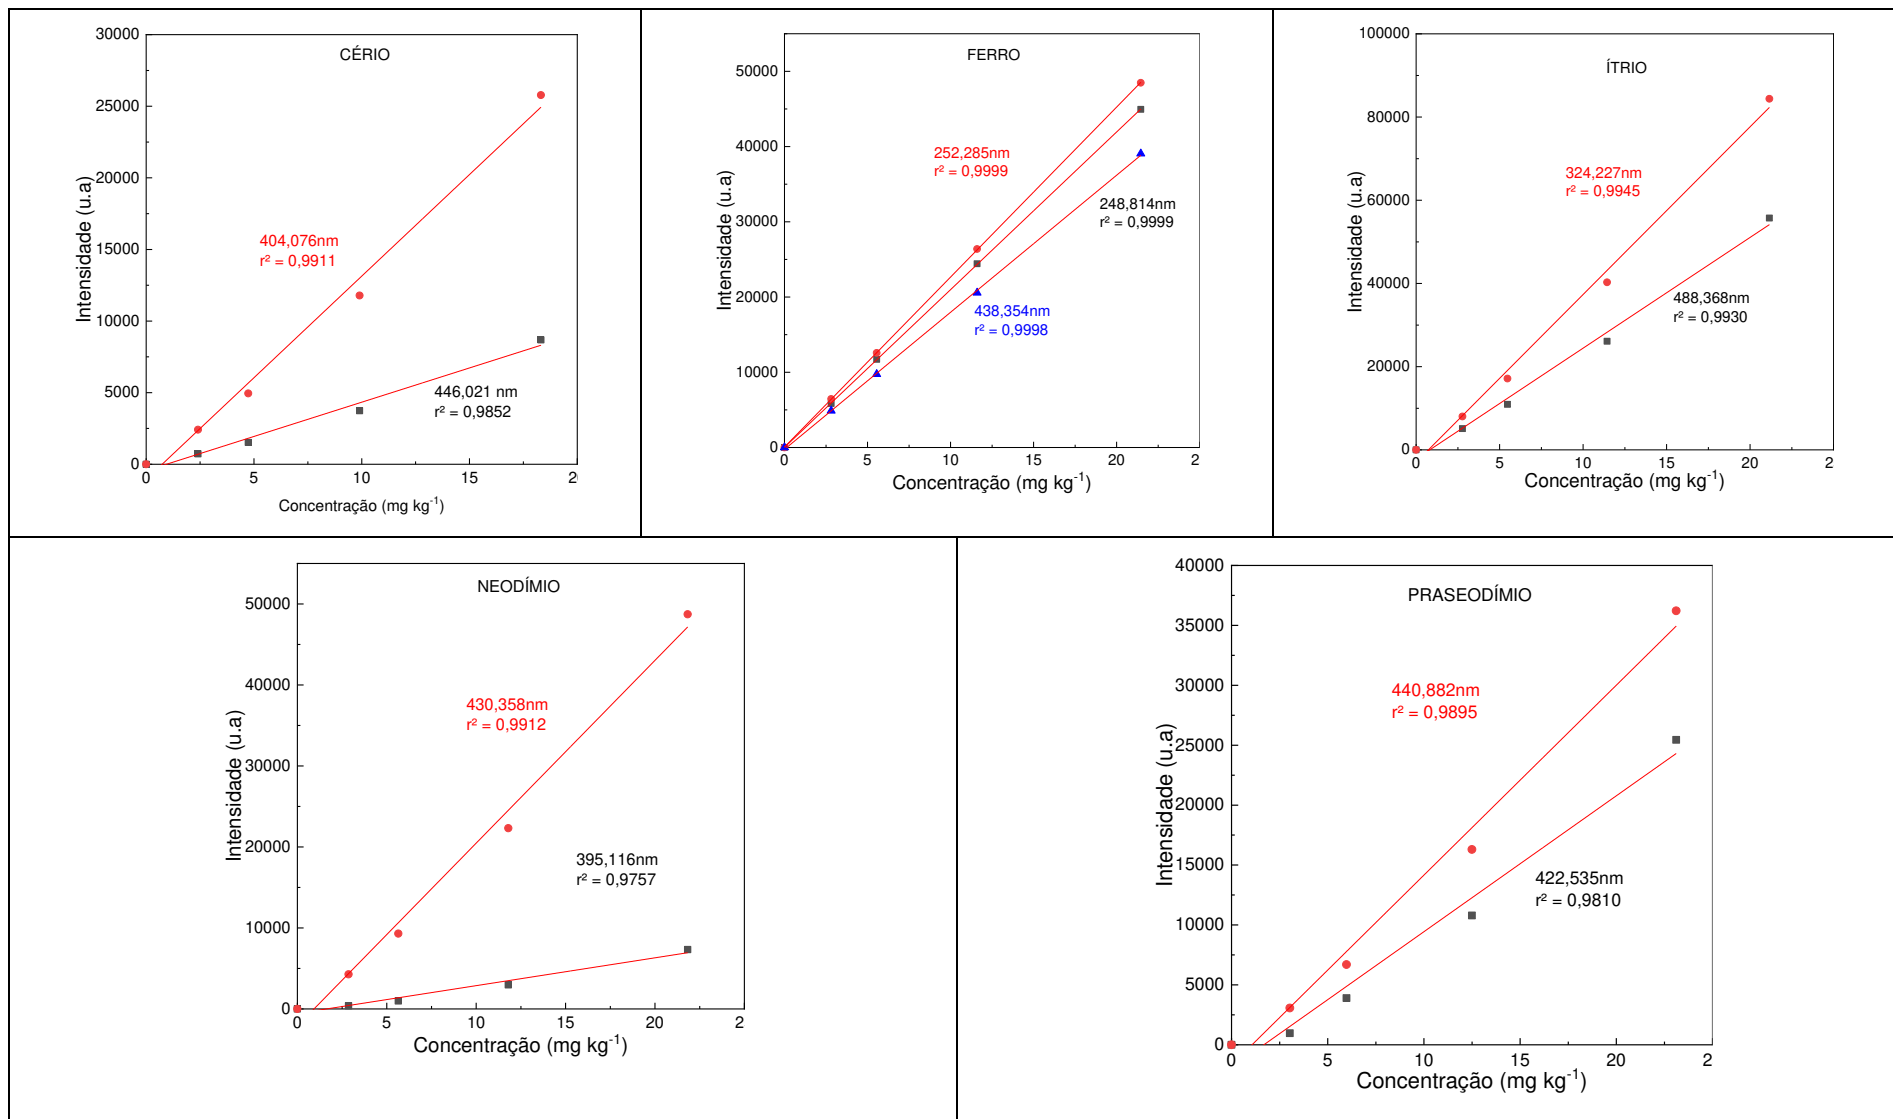 CÉRIO
30000
25000
20000
15000
10000
5000
0
Intensidade (u.a)
404,076nm
r² = 0,9911
446,021 nm
r² = 0,9852
0 5 10 15 2
Concentração (mg kg⁻¹)
FERRO
50000
40000
30000
20000
10000
0
Intensidade (u.a)
252,285nm
r² = 0,9999
248,814nm
r² = 0,9999
438,354nm
r² = 0,9998
0 5 10 15 20 2
Concentração (mg kg⁻¹)
ÍTRIO
100000
80000
60000
40000
20000
0
Intensidade (u.a)
324,227nm
r² = 0,9945
488,368nm
r² = 0,9930
0 5 10 15 20 2
Concentração (mg kg⁻¹)
NEODÍMIO
50000
40000
30000
20000
10000
0
Intensidade (u.a)
430,358nm
r² = 0,9912
395,116nm
r² = 0,9757
0 5 10 15 20 2
Concentração (mg kg⁻¹)
PRASEODÍMIO
40000
35000
30000
25000
20000
15000
10000
5000
0
Intensidade (u.a)
440,882nm
r² = 0,9895
422,535nm
r² = 0,9810
0 5 10 15 20 2
Concentração (mg kg⁻¹)